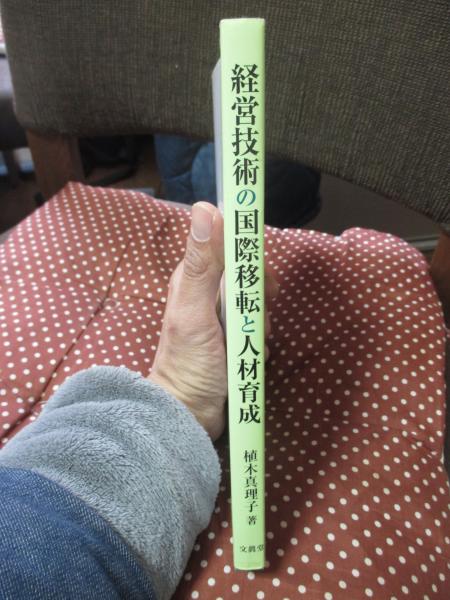 経営技術の国際移転と人材育成
植木真理子 著
文眞堂